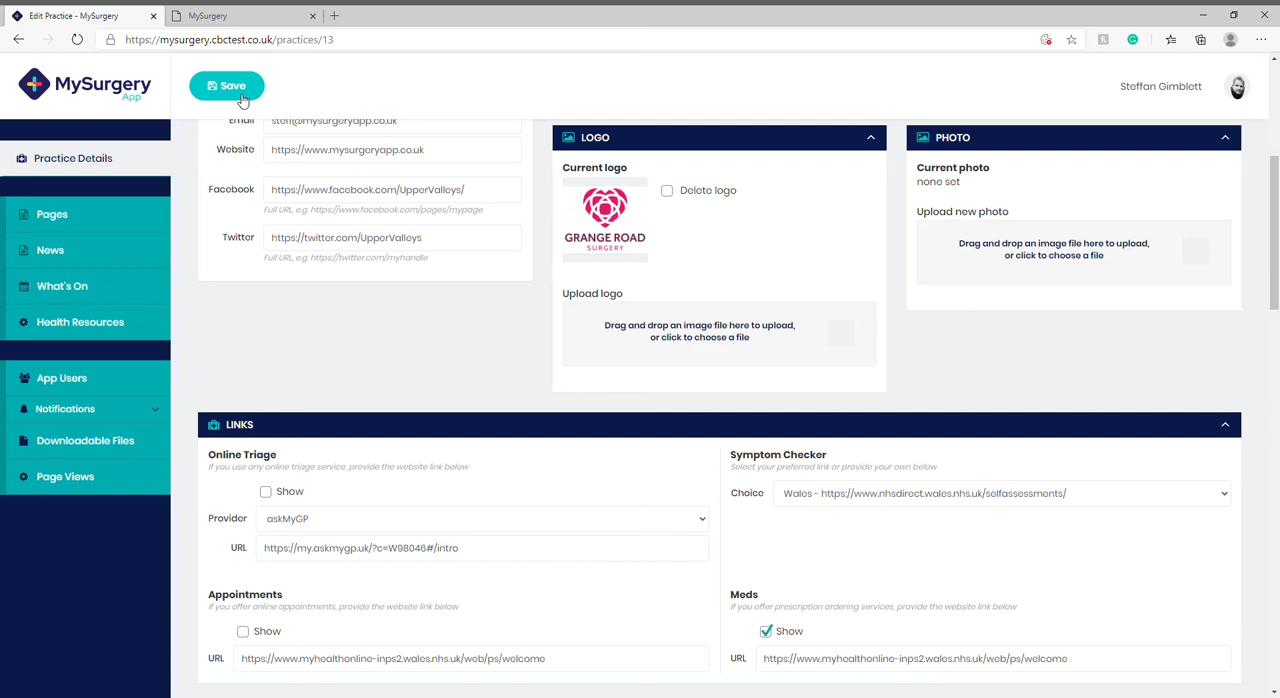 Edit Practice - MySurgery
MySurgery
https://mysurgery.cbctest.co.uk/practices/13
MySurgery
App
Save
Steffan Gimblett
Practice Details
Pages
News
What's On
Health Resources
App Users
Notifications
Downloadable Files
Page Views
Email steff@mysurgeryapp.co.uk
Website https://www.mysurgeryapp.co.uk
Facebook https://www.facebook.com/UpperValleys/
Full URL, e.g. https://www.facebook.com/pages/mypage
Twitter https://twitter.com/UpperValleys
Full URL, e.g. https://twitter.com/myhandle
LOGO
Current logo
GRANGE ROAD
SURGERY
Delete logo
Upload logo
Drag and drop an image file here to upload,
or click to choose a file
PHOTO
Current photo
none set
Upload new photo
Drag and drop an image file here to upload,
or click to choose a file
LINKS
Online Triage
If you use any online triage service, provide the website link below
Show
Provider askMyGP
URL https://my.askmygp.uk/?c=W98046#/intro
Symptom Checker
Select your preferred link or provide your own below
Choice Wales - https://www.nhsdirect.wales.nhs.uk/selfassessments/
Appointments
If you offer online appointments, provide the website link below
Show
URL https://www.myhealthonline-inps2.wales.nhs.uk/web/ps/welcome
Meds
If you offer prescription ordering services, provide the website link below
Show
URL https://www.myhealthonline-inps2.wales.nhs.uk/web/ps/welcome